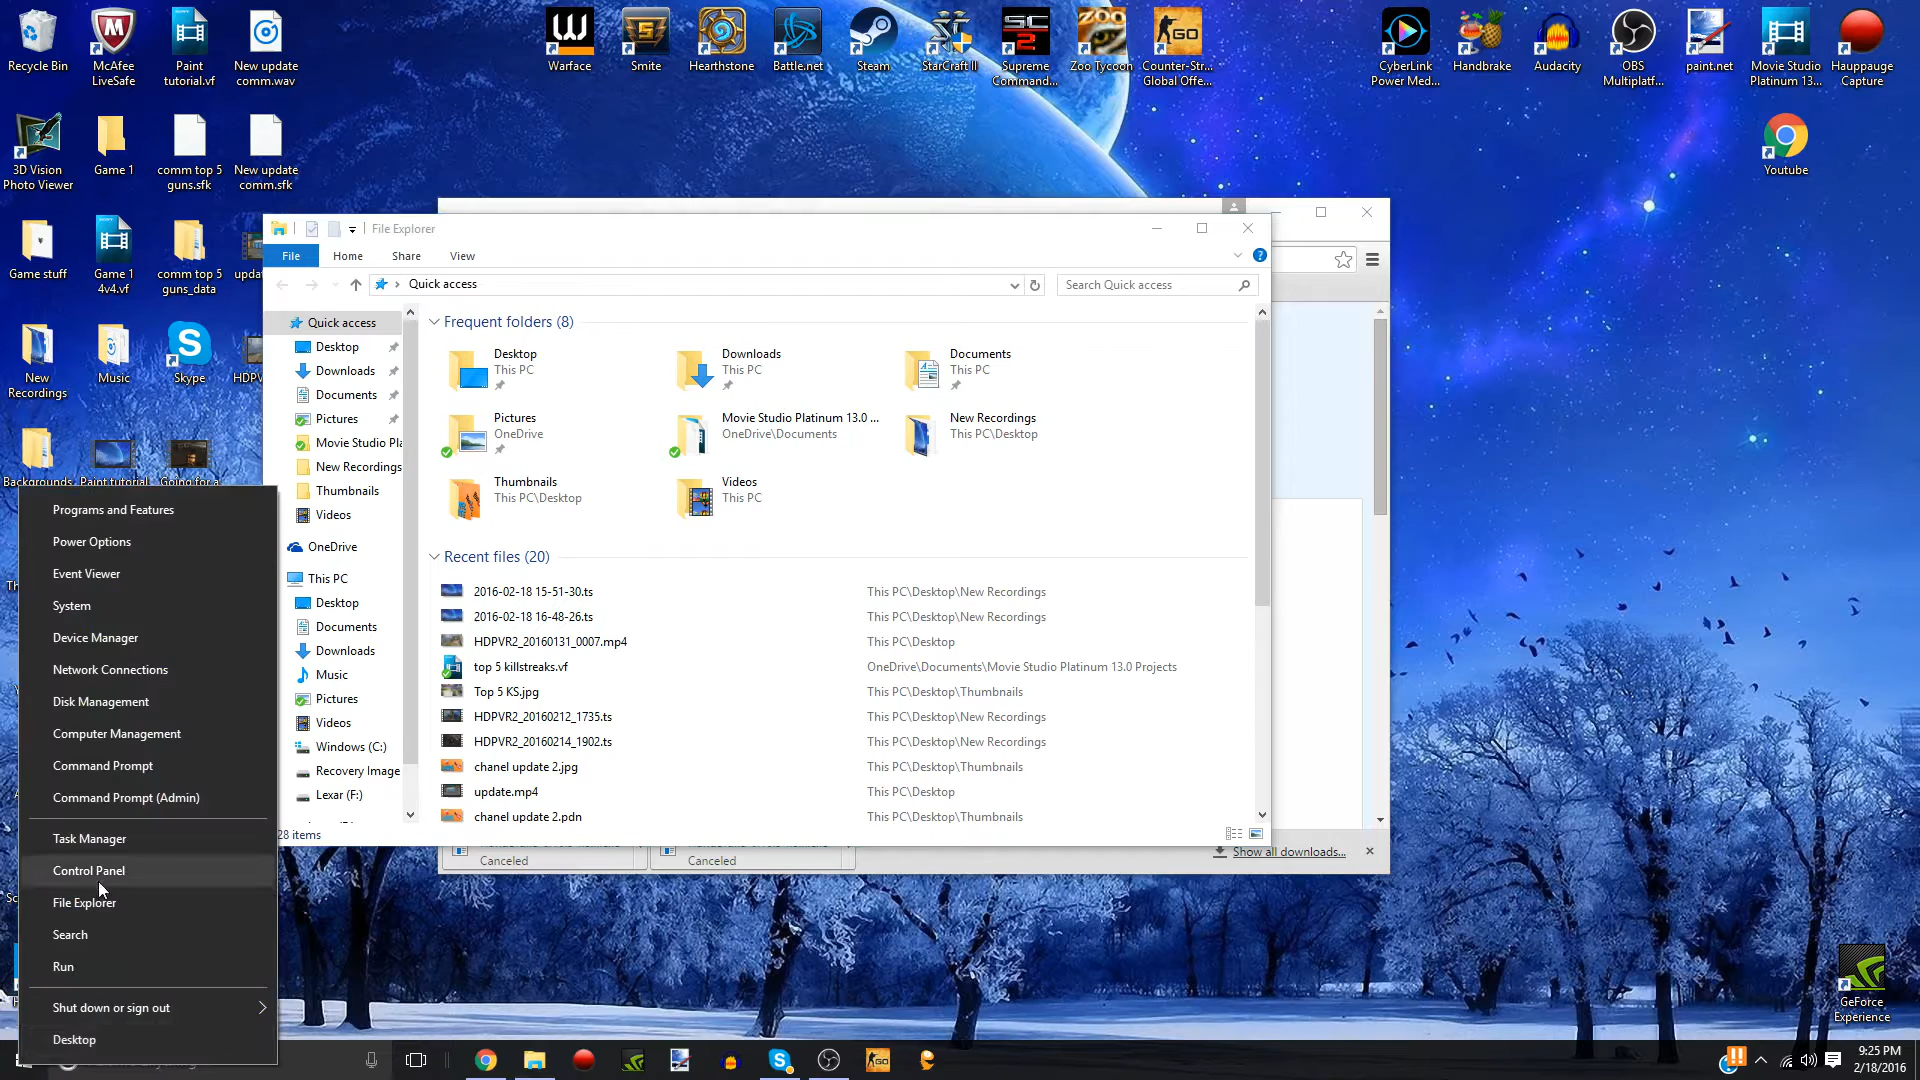 Recycle Bin
McAfee LiveSafe
Paint tutorial.vf
New update comm.wav
Warface
Smite
Hearthstone
Battle.net
Steam
StarCraft II
Supreme Command...
Zoo Tycoon
Counter-Str... Global Offe...
CyberLink Power Med...
Handbrake
Audacity
OBS Multiplatf...
paint.net
Movie Studio Platinum 13...
Hauppauge Capture
3D Vision Photo Viewer
Game 1
comm top 5 guns.sfk
New update comm.sfk
Youtube
Game stuff
Game 1 4v4.vf
comm top 5 guns_data
New Recordings
Music
Skype
Backgrounds
Paint tutorial
Going for a
GeForce Experience
File Explorer
File
Home
Share
View
Quick access
Search Quick access
Quick access
Desktop
Downloads
Documents
Pictures
Movie Studio Pla
New Recordings
Thumbnails
Videos
OneDrive
This PC
Desktop
Documents
Downloads
Music
Pictures
Videos
Windows (C:)
Recovery Image
Lexar (F:)
28 items
Frequent folders (8)
Desktop
This PC
Downloads
This PC
Documents
This PC
Pictures
OneDrive
Movie Studio Platinum 13.0 ...
OneDrive\Documents
New Recordings
This PC\Desktop
Thumbnails
This PC\Desktop
Videos
This PC
Recent files (20)
2016-02-18 15-51-30.ts This PC\Desktop\New Recordings
2016-02-18 16-48-26.ts This PC\Desktop\New Recordings
HDPVR2_20160131_0007.mp4 This PC\Desktop
top 5 killstreaks.vf OneDrive\Documents\Movie Studio Platinum 13.0 Projects
Top 5 KS.jpg This PC\Desktop\Thumbnails
HDPVR2_20160212_1735.ts This PC\Desktop\New Recordings
HDPVR2_20160214_1902.ts This PC\Desktop\New Recordings
chanel update 2.jpg This PC\Desktop\Thumbnails
update.mp4 This PC\Desktop
chanel update 2.pdn This PC\Desktop\Thumbnails
Canceled
Canceled
Show all downloads...
Programs and Features
Power Options
Event Viewer
System
Device Manager
Network Connections
Disk Management
Computer Management
Command Prompt
Command Prompt (Admin)
Task Manager
Control Panel
File Explorer
Search
Run
Shut down or sign out
Desktop
9:25 PM
2/18/2016